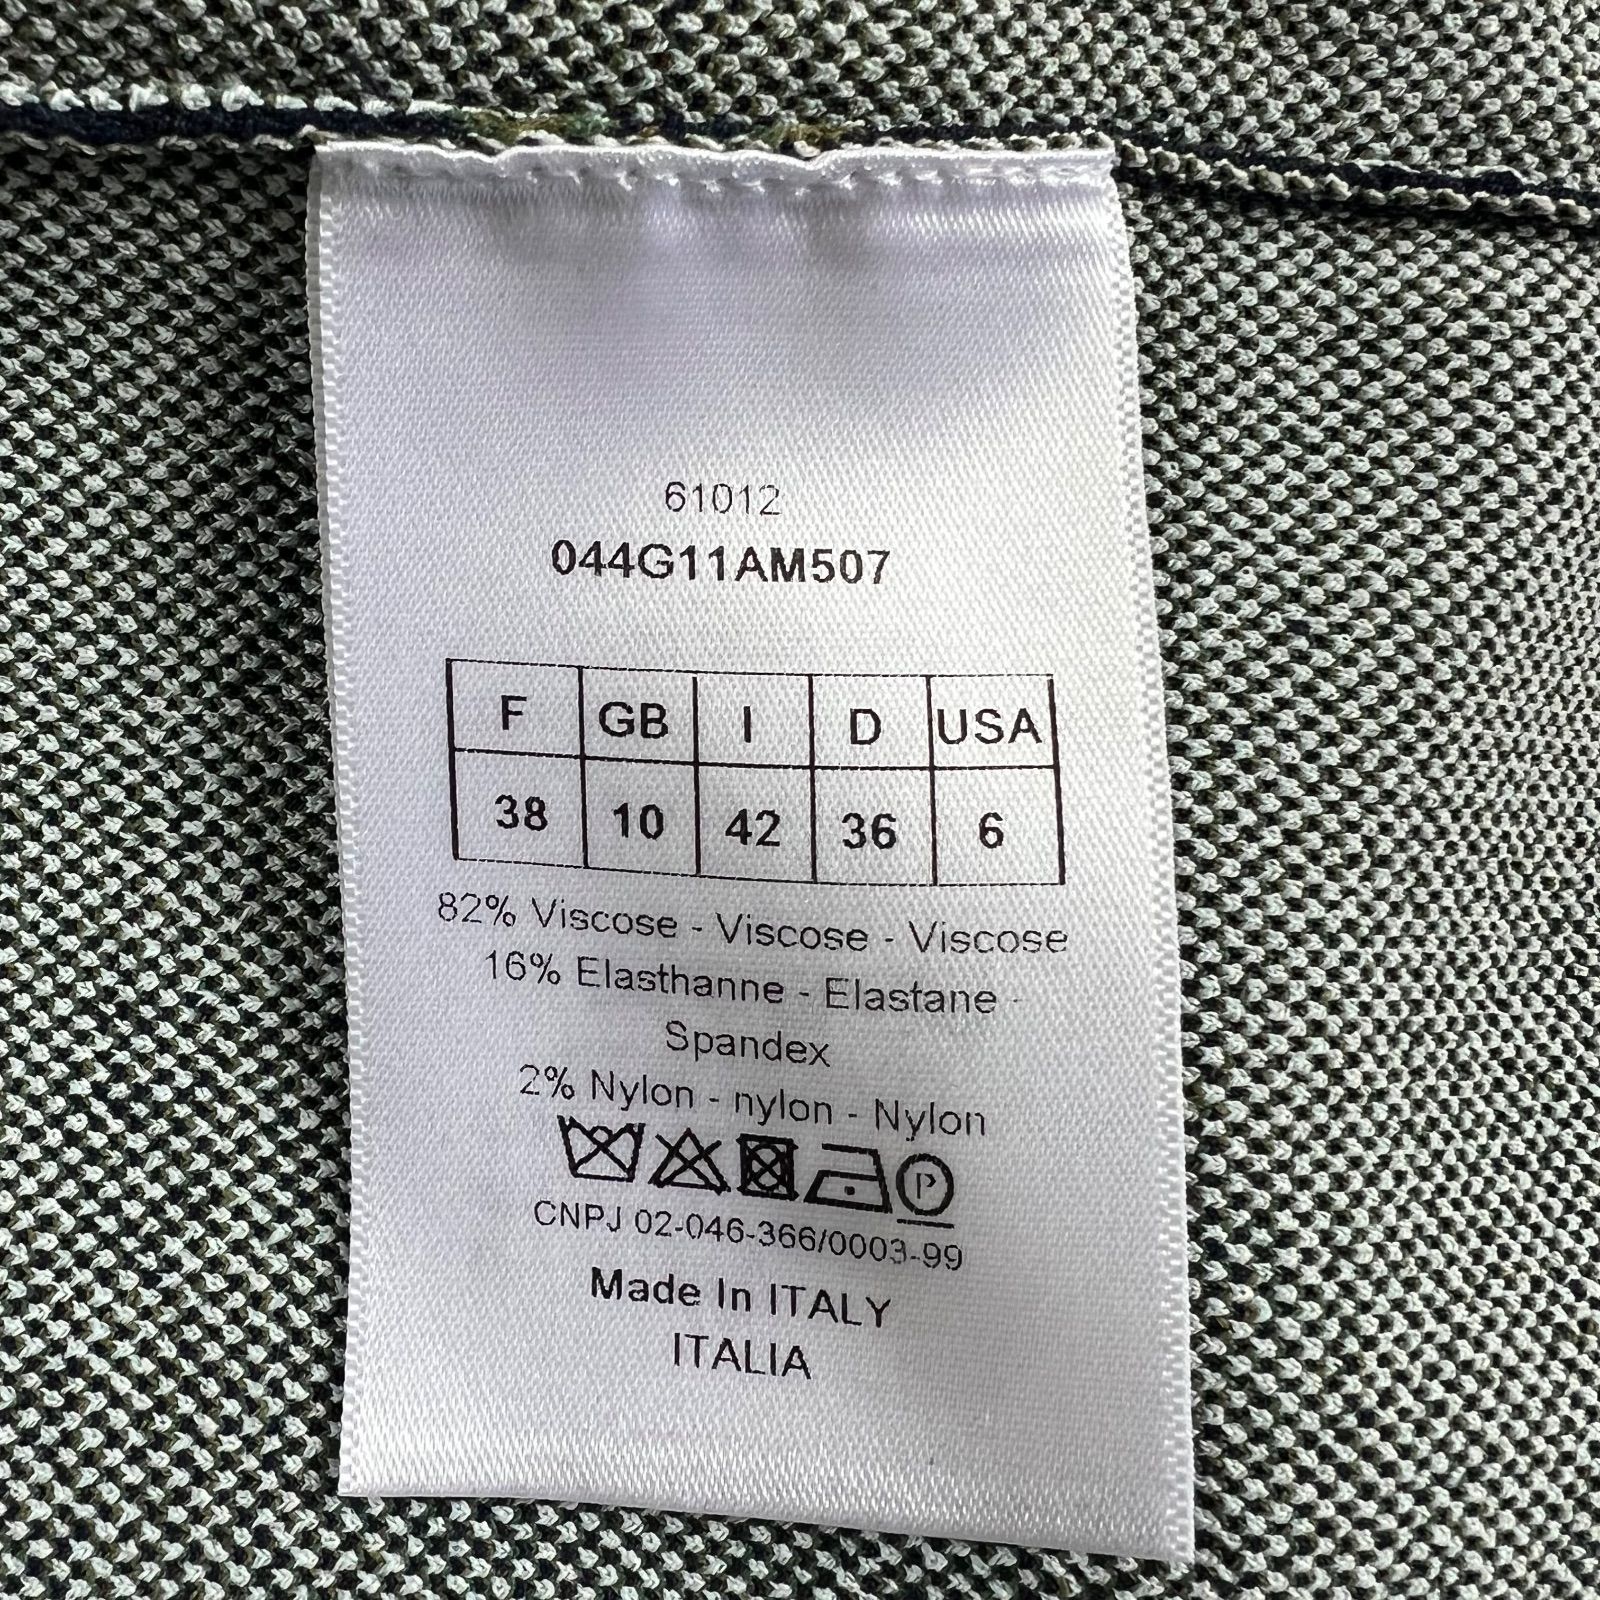 61012
044G11AM507
F GB I D USA
38 10 42 36 6
82% Viscose - Viscose - Viscose
16% Elasthanne - Elastane -
Spandex
2% Nylon - nylon - Nylon
P
CNPJ 02-046-366/0003-99
Made In ITALY
ITALIA